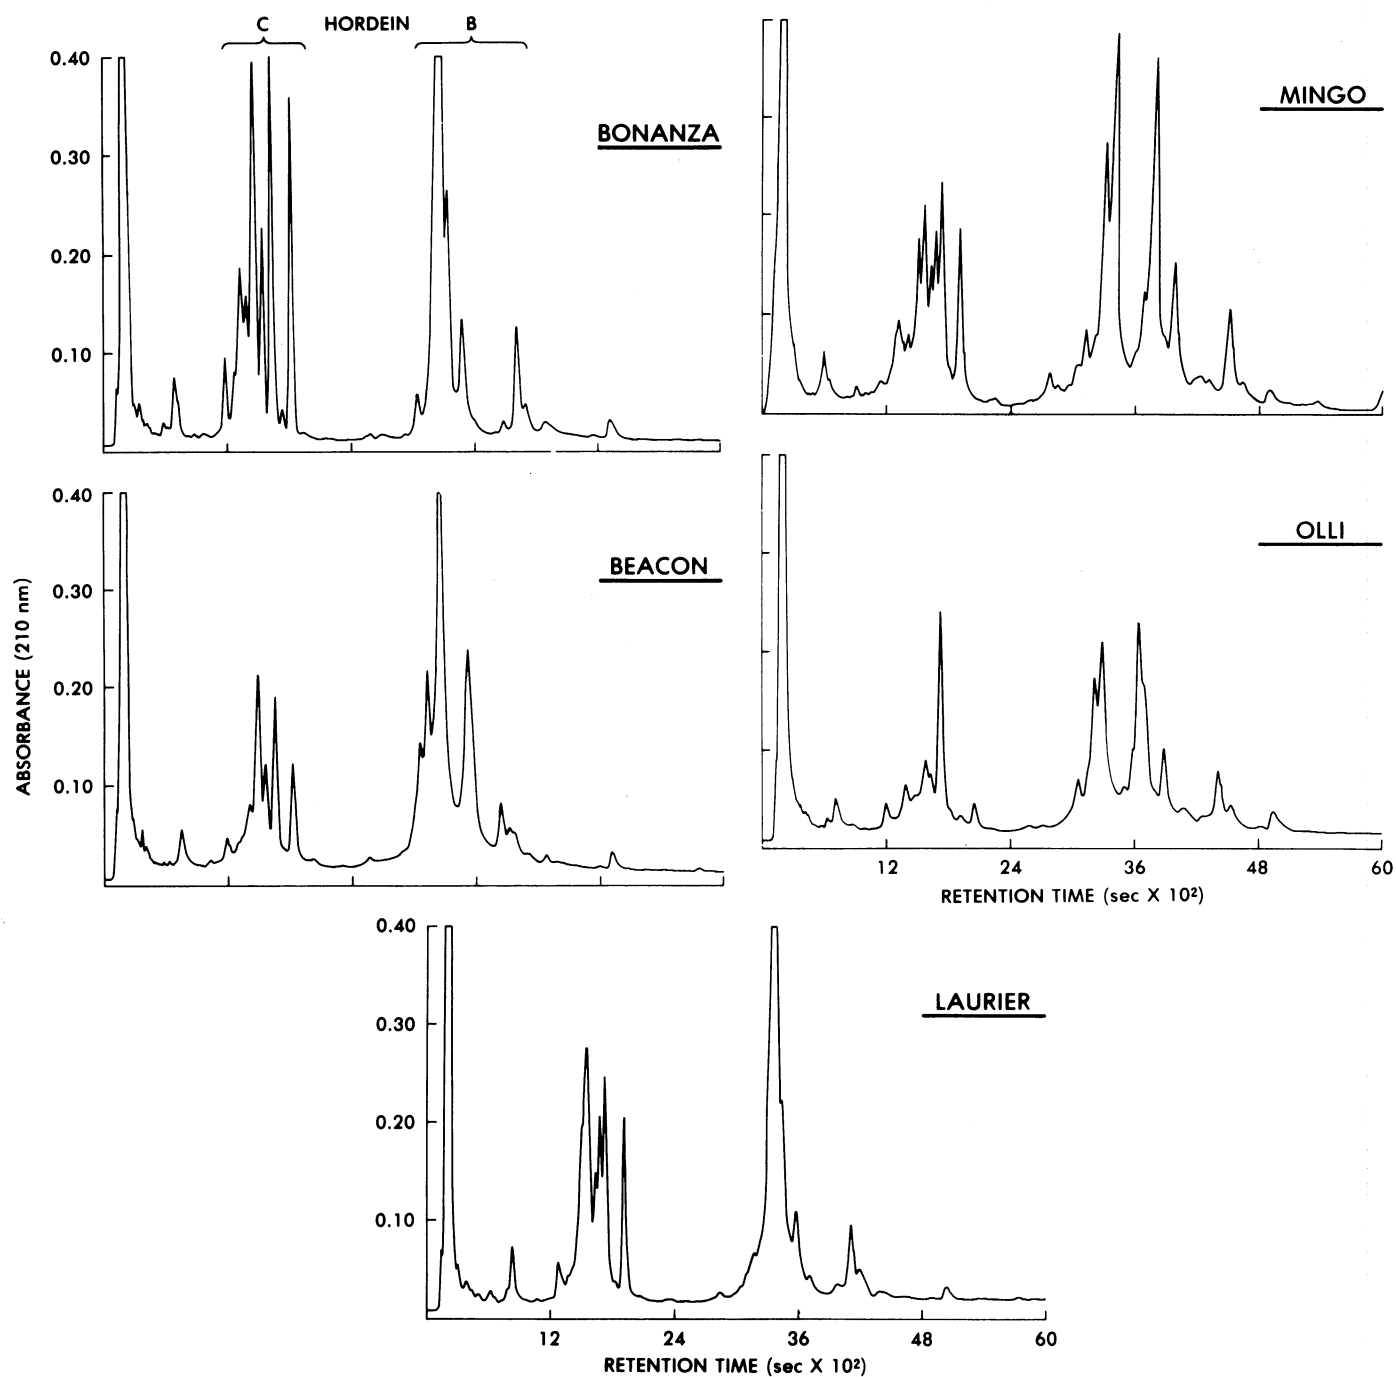 C HORDEIN B
0.40
0.30
0.20
0.10
BONANZA
MINGO
0.40
0.30
0.20
0.10
BEACON
ABSORBANCE (210 nm)
OLLI
12 24 36 48 60
RETENTION TIME (sec X 10²)
0.40
0.30
0.20
0.10
LAURIER
12 24 36 48 60
RETENTION TIME (sec X 10²)